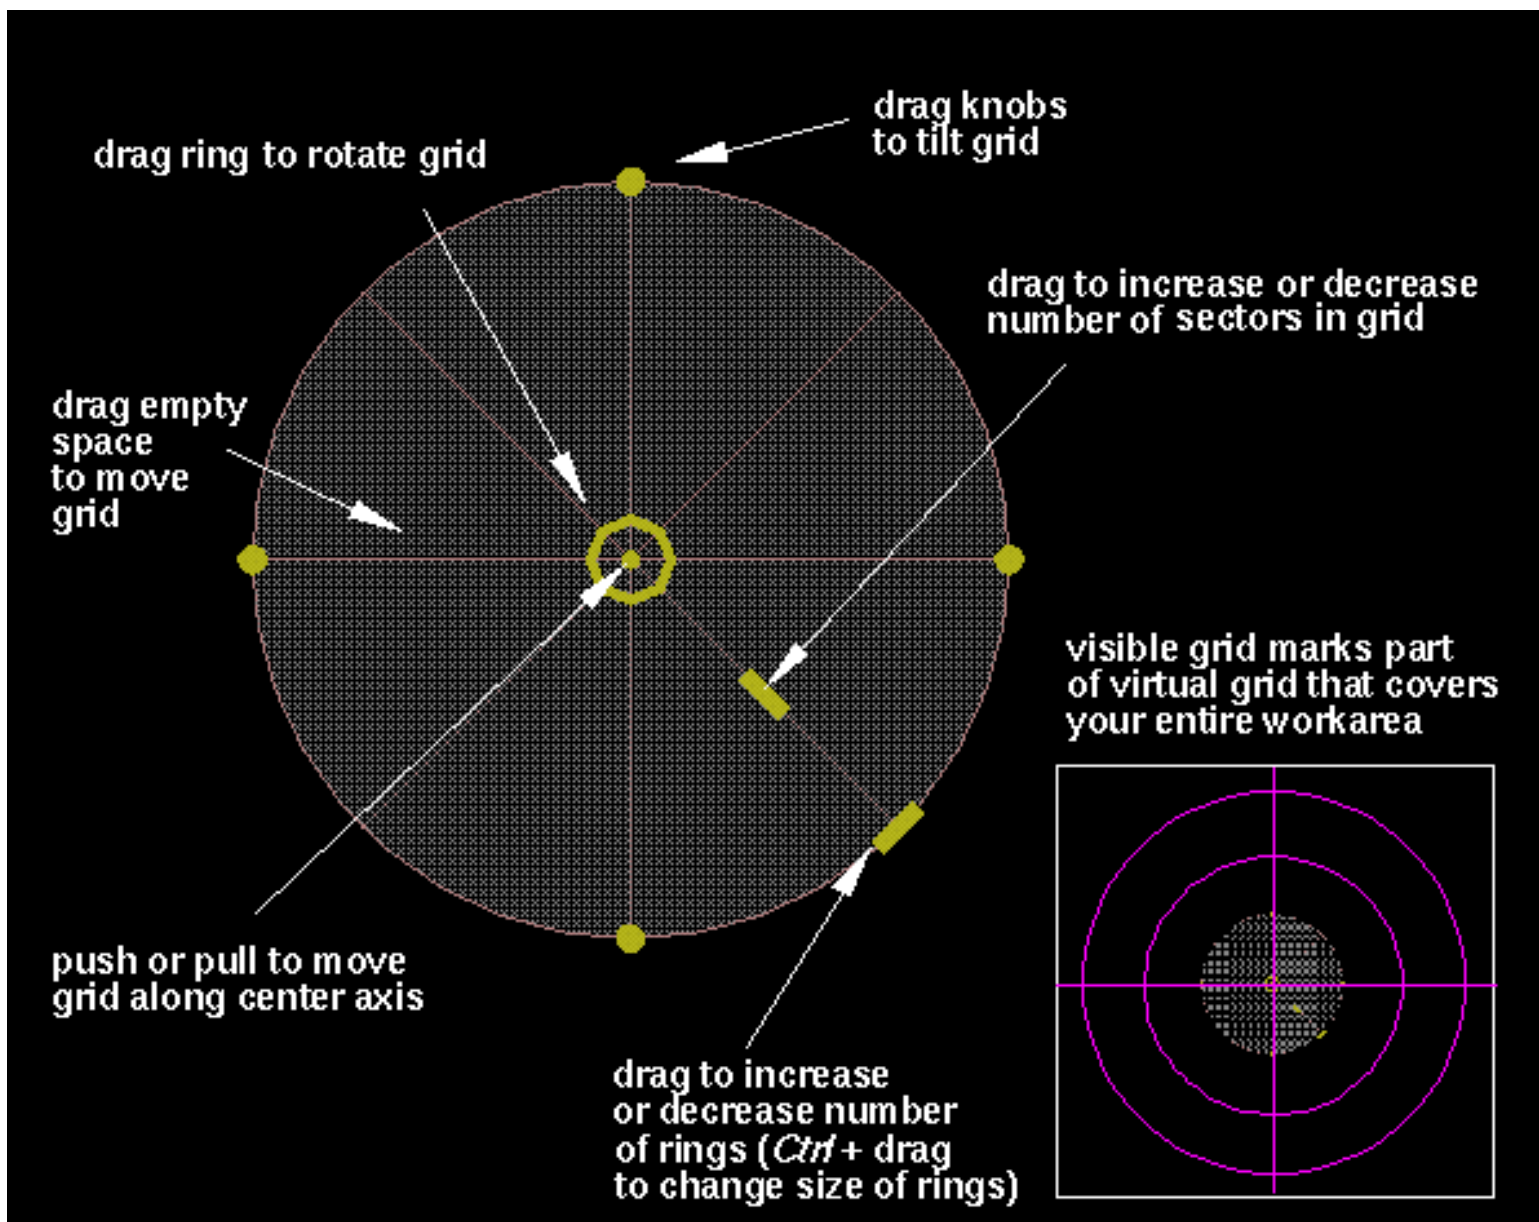 drag knobs
to tilt grid
drag ring to rotate grid
drag to increase or decrease
number of sectors in grid
drag empty
space
to move
grid
visible grid marks part
of virtual grid that covers
your entire workarea
push or pull to move
grid along center axis
drag to increase
or decrease number
of rings (Ctrl + drag
to change size of rings)